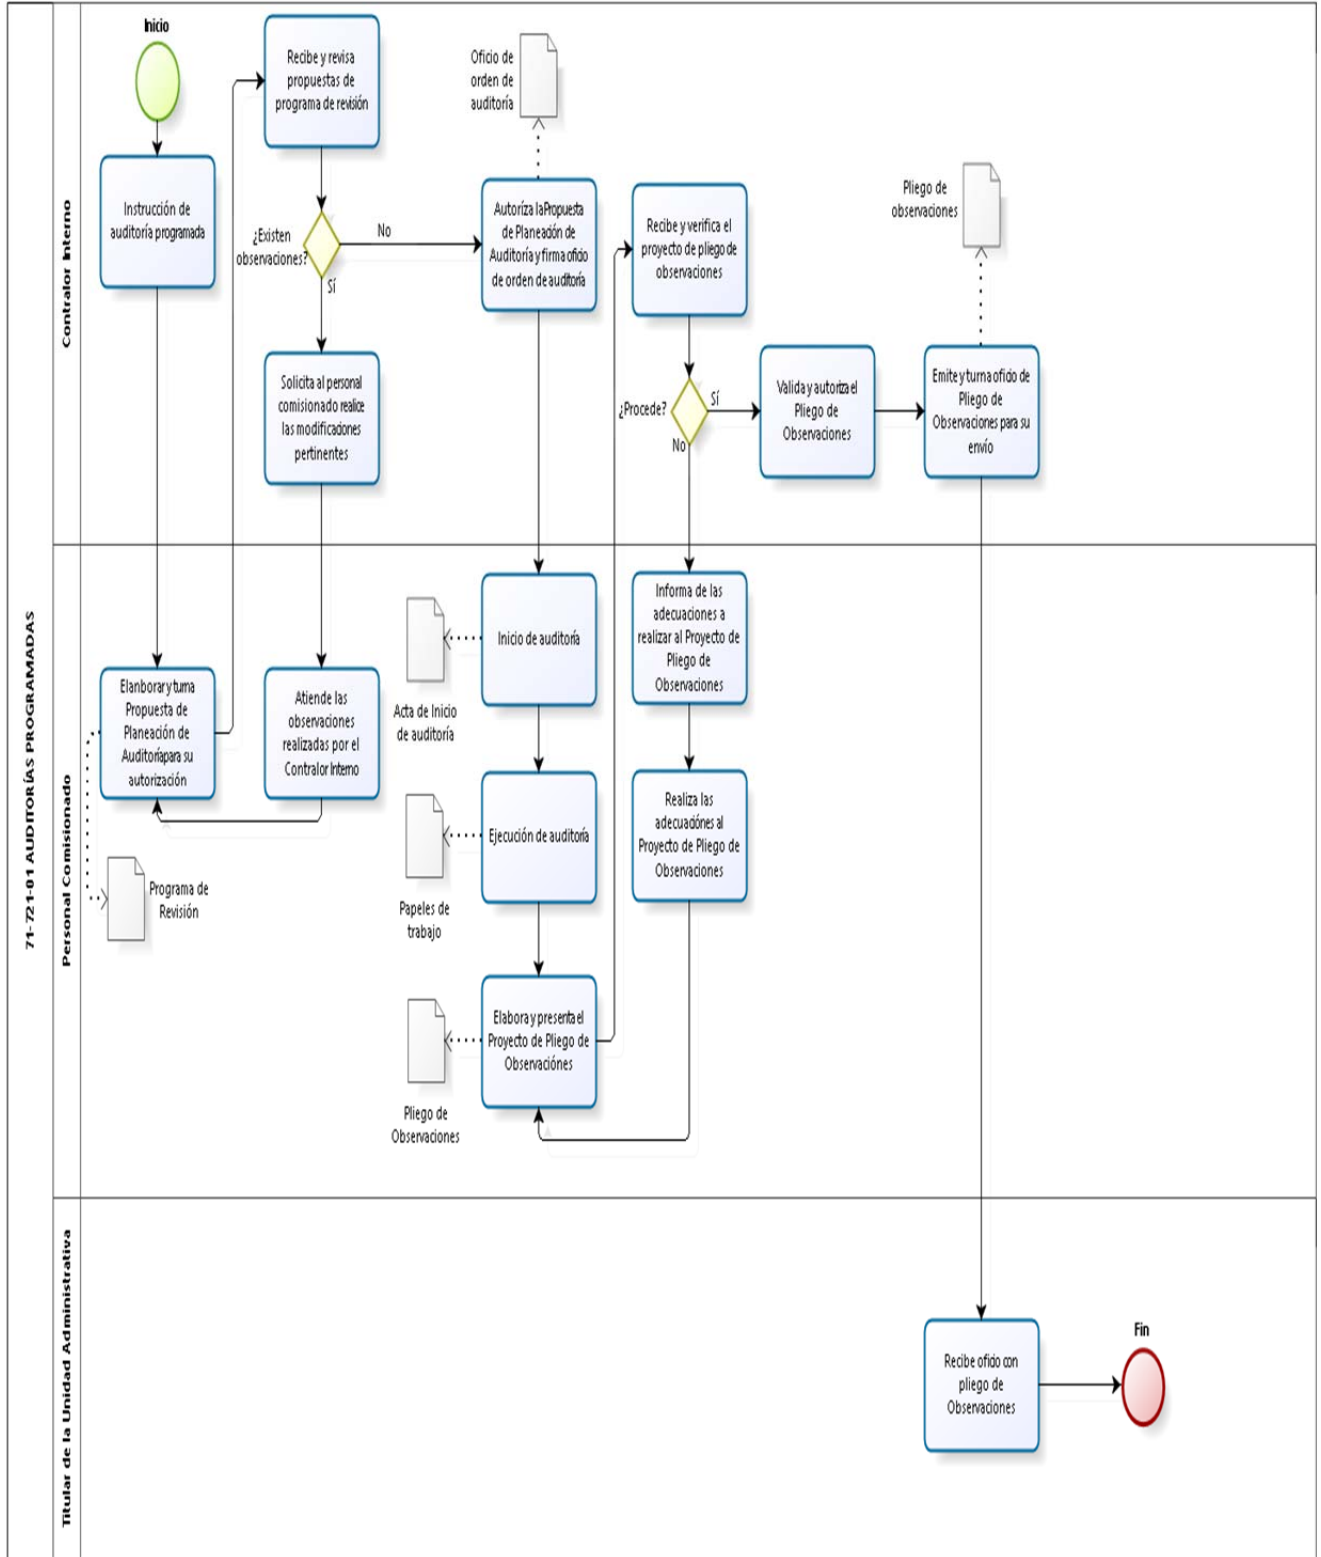 71-721-01 AUDITORÍAS PROGRAMADAS
Contralor Interno
Inicio
Instrucción de
auditoría programada
Recibe y revisa
propuestas de
programa de revisión
¿Existen
observaciones?
No
Sí
Solicita al personal
comisionado realice
las modificaciones
pertinentes
Oficio de
orden de
auditoría
Autoríza la Propuesta
de Planeación de
Auditoría y firma oficio
de orden de auditoría
Recibe y verifica el
proyecto de pliego de
observaciones
¿Procede?
Sí
No
Valida y autoriza el
Pliego de
Observaciones
Pliego de
observaciones
Emite y turna oficio de
Pliego de
Observaciones para su
envío
Personal Comisionado
Elanborar y turna
Propuesta de
Planeación de
Auditoría para su
autorización
Programa de
Revisión
Atiende las
observaciones
realizadas por el
Contralor Interno
Inicio de auditoría
Acta de Inicio
de auditoría
Ejecución de auditoría
Papeles de
trabajo
Elabora y presenta el
Proyecto de Pliego de
Observaciónes
Pliego de
Observaciones
Informa de las
adecuaciones a
realizar al Proyecto de
Pliego de
Observaciones
Realiza las
adecuaciónes al
Proyecto de Pliego de
Observaciones
Titular de la Unidad Administrativa
Recibe oficio con
pliego de
Observaciones
Fin